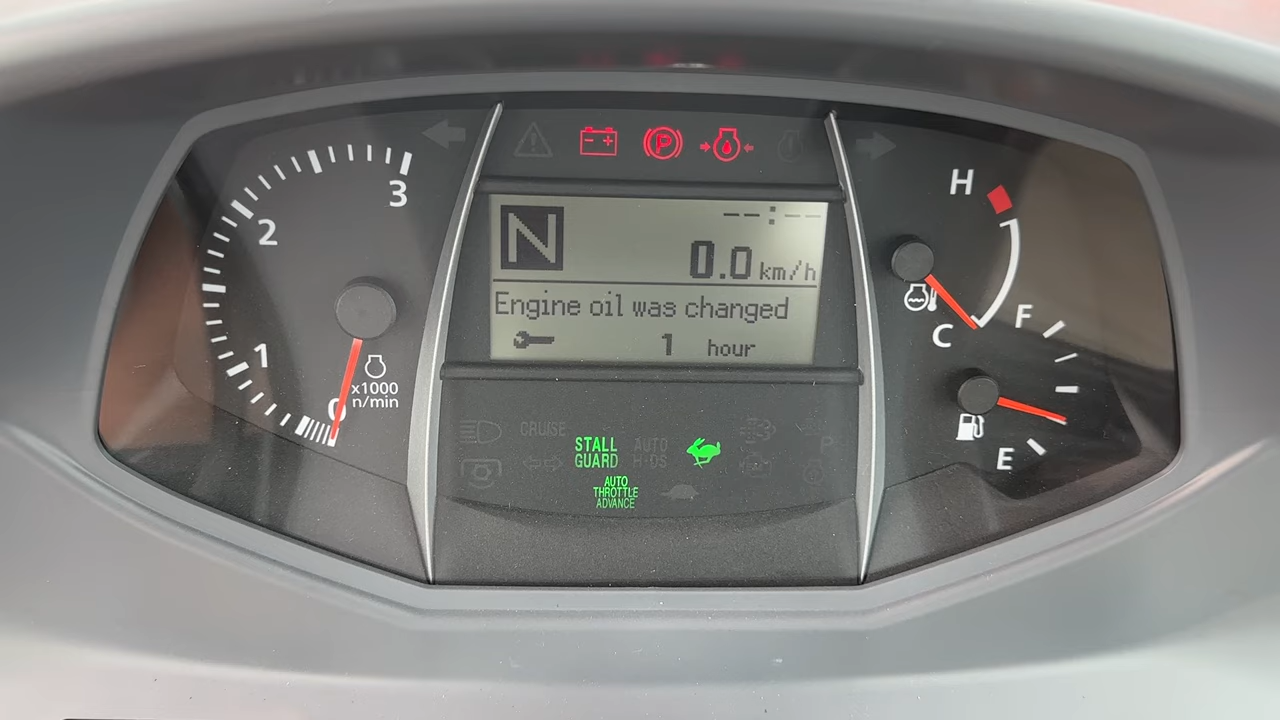 3
2
1
0
x1000
n/min
P
N
--:--
0.0 km/h
Engine oil was changed
1 hour
H
C
F
E
CRUISE
STALL
GUARD
AUTO
H-DS
AUTO
THROTTLE
ADVANCE
P